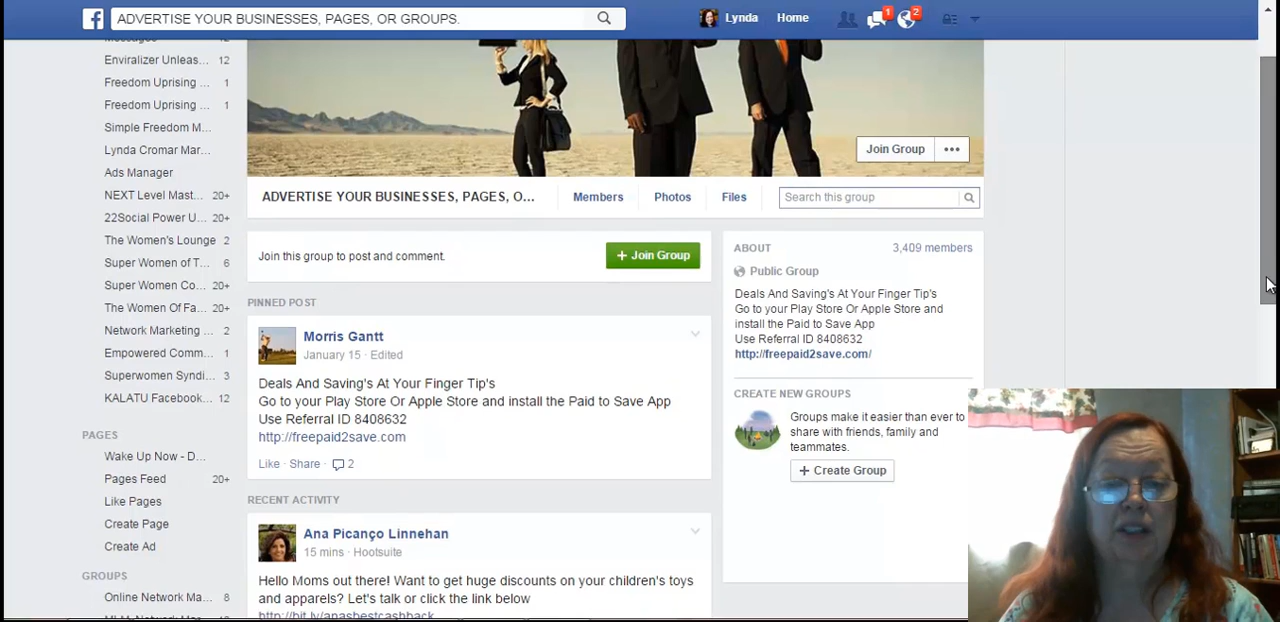 ADVERTISE YOUR BUSINESSES, PAGES, OR GROUPS.
Lynda
Home
1
2
Messages 12
Enviralizer Unleas... 12
Freedom Uprising ... 1
Freedom Uprising ... 1
Simple Freedom M...
Lynda Cromar Mar...
Ads Manager
NEXT Level Mast... 20+
22Social Power U... 20+
The Women's Lounge 2
Super Women of T... 6
Super Women Co... 20+
The Women Of Fa... 20+
Network Marketing ... 2
Empowered Comm... 1
Superwomen Syndi... 3
KALATU Facebook... 12
PAGES
Wake Up Now - D...
Pages Feed 20+
Like Pages
Create Page
Create Ad
GROUPS
Online Network Ma... 8
Join Group ...
ADVERTISE YOUR BUSINESSES, PAGES, O...
Members
Photos
Files
Search this group
Join this group to post and comment.
+ Join Group
PINNED POST
Morris Gantt
January 15 · Edited
Deals And Saving's At Your Finger Tip's
Go to your Play Store Or Apple Store and install the Paid to Save App
Use Referral ID 8408632
http://freepaid2save.com
Like · Share · 2
RECENT ACTIVITY
Ana Picanço Linnehan
15 mins · Hootsuite
Hello Moms out there! Want to get huge discounts on your children's toys
and apparels? Let's talk or click the link below
http://bit.ly/anasbestcashback
ABOUT
3,409 members
Public Group
Deals And Saving's At Your Finger Tip's
Go to your Play Store Or Apple Store and
install the Paid to Save App
Use Referral ID 8408632
http://freepaid2save.com/
CREATE NEW GROUPS
Groups make it easier than ever to
share with friends, family and
teammates.
+ Create Group